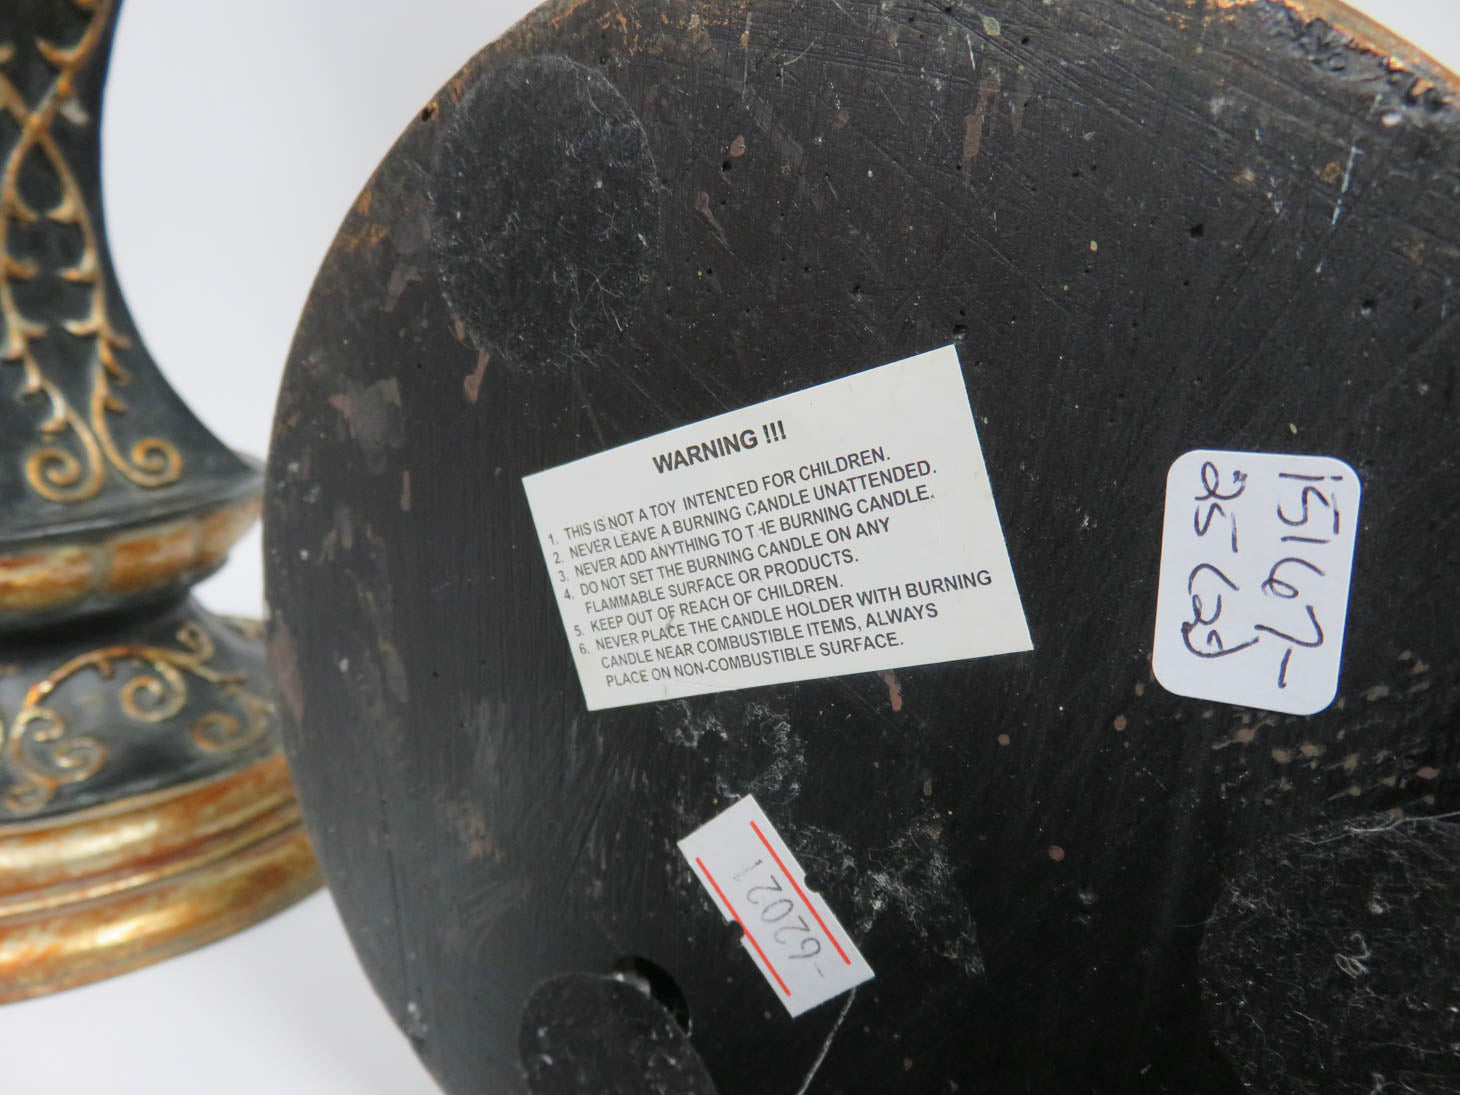 WARNING !!!
1. THIS IS NOT A TOY INTENDED FOR CHILDREN.
2. NEVER LEAVE A BURNING CANDLE UNATTENDED.
3. NEVER ADD ANYTHING TO THE BURNING CANDLE.
4. DO NOT SET THE BURNING CANDLE ON ANY
FLAMMABLE SURFACE OR PRODUCTS.
5. KEEP OUT OF REACH OF CHILDREN.
6. NEVER PLACE THE CANDLE HOLDER WITH BURNING
CANDLE NEAR COMBUSTIBLE ITEMS, ALWAYS
PLACE ON NON-COMBUSTIBLE SURFACE.
15167-
25
-62021